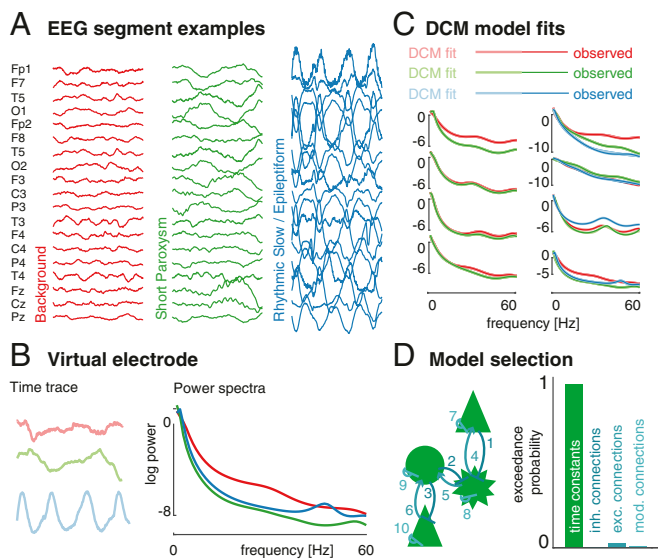 A EEG segment examples
Fp1
F7
T5
O1
Fp2
F8
T5
O2
F3
C3
P3
T3
F4
C4
P4
T4
Fz
Cz
Pz
Background
Short Paroxysm
Rhythmic Slow / Epileptiform
B Virtual electrode
Time trace
Power spectra
log power
0
-8
0 frequency [Hz] 60
C DCM model fits
DCM fit observed
DCM fit observed
DCM fit observed
0
-6
0
-6
0
-6
0
-6
0 60
0
-10
0
-10
0
-6
0
-5
0 60
frequency [Hz]
D Model selection
7
1
4
2
9
3
5
6
8
10
exceedance
probability
1
0
time constants
inh. connections
exc. connections
mod. connections